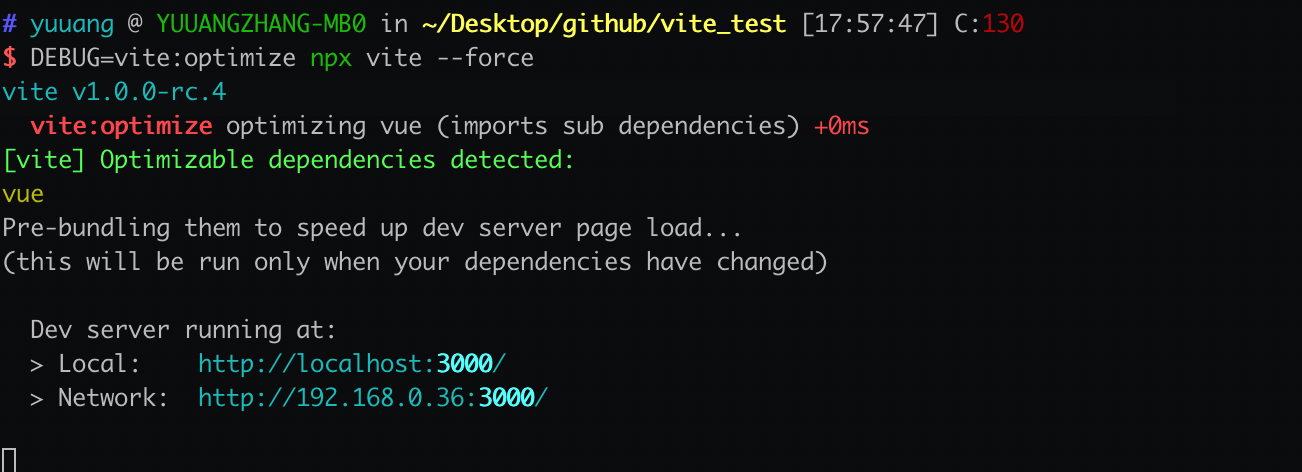 # yuuang @ YUUANGZHANG-MB0 in ~/Desktop/github/vite_test [17:57:47] C:130
$ DEBUG=vite:optimize npx vite --force
vite v1.0.0-rc.4
  vite:optimize optimizing vue (imports sub dependencies) +0ms
[vite] Optimizable dependencies detected:
vue
Pre-bundling them to speed up dev server page load...
(this will be run only when your dependencies have changed)

  Dev server running at:
  > Local:    http://localhost:3000/
  > Network:  http://192.168.0.36:3000/